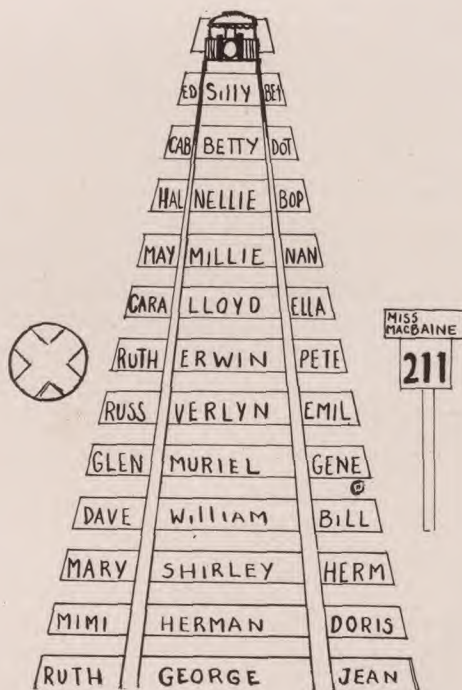 ED SILLY BET
CAB BETTY DOT
HAL NELLIE BOP
MAY MILLIE NAN
CARA LLOYD ELLA
MISS
MACBAINE
RUTH ERWIN PETE
211
RUSS VERLYN EMIL
GLEN MURIEL GENE
DAVE WILLIAM BILL
MARY SHIRLEY HERM
MIMI HERMAN DORIS
RUTH GEORGE JEAN